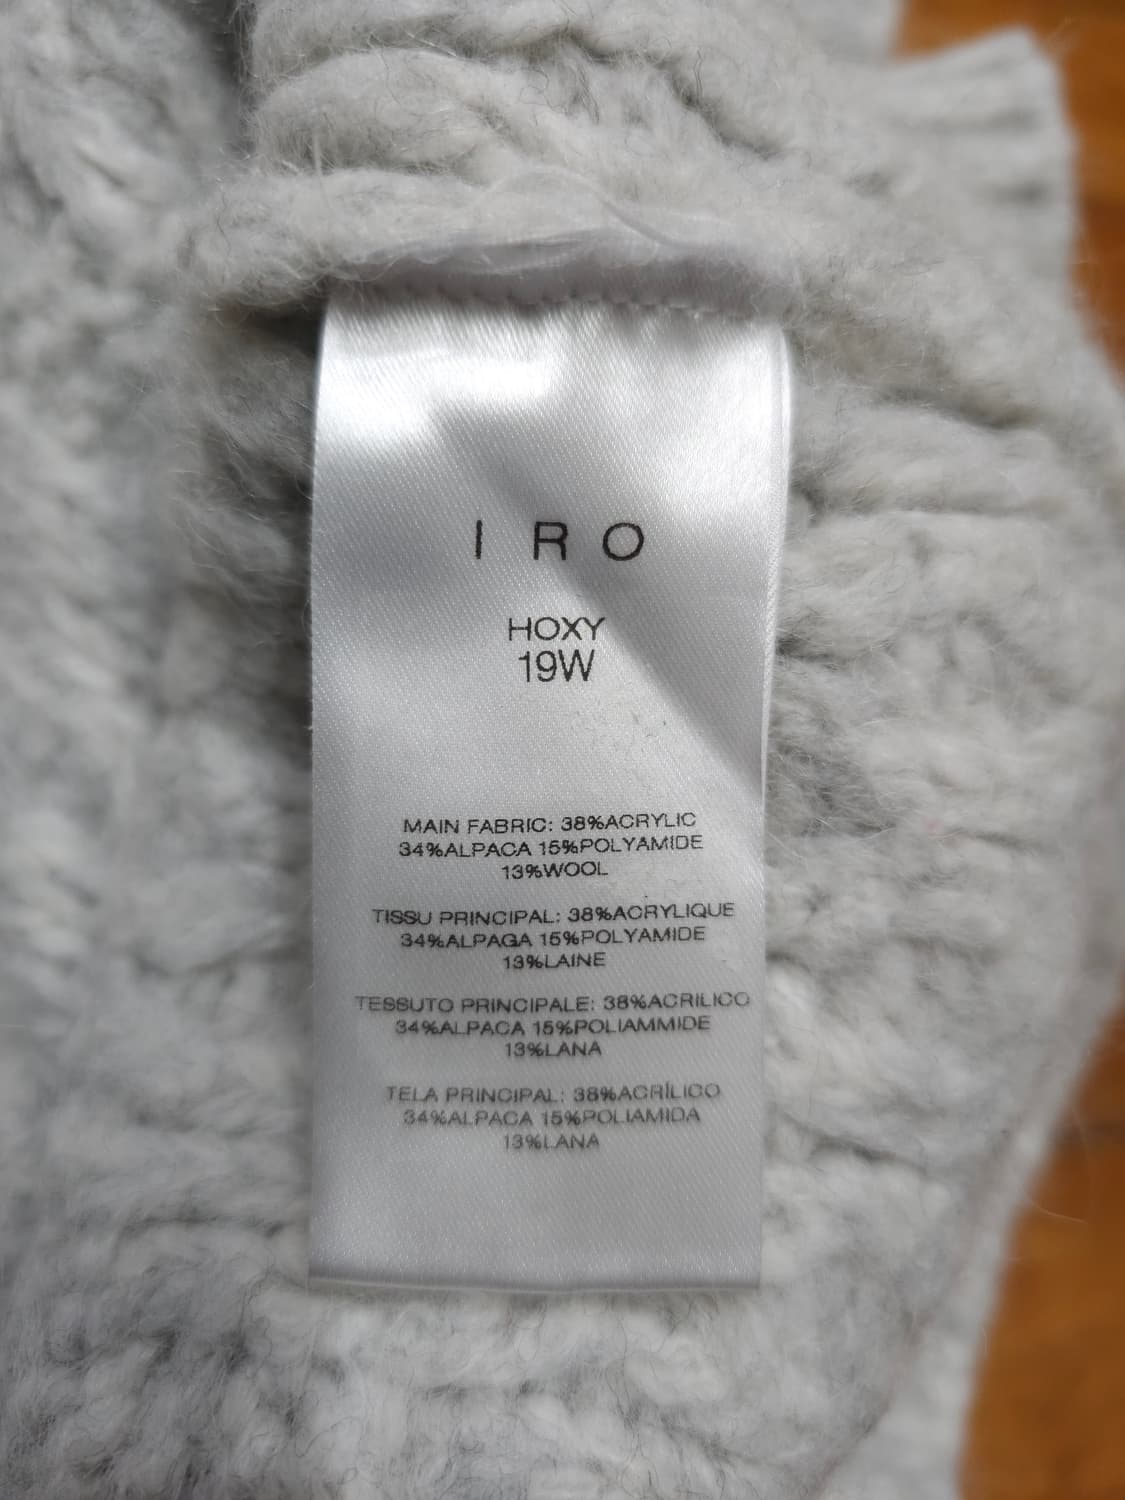 I R O
HOXY
19W
MAIN FABRIC: 38%ACRYLIC
34%ALPACA 15%POLYAMIDE
13%WOOL
TISSU PRINCIPAL: 38%ACRYLIQUE
34%ALPAGA 15%POLYAMIDE
13%LAINE
TESSUTO PRINCIPALE: 38%ACRILICO
34%ALPACA 15%POLIAMMIDE
13%LANA
TELA PRINCIPAL: 38%ACRÍLICO
34%ALPACA 15%POLIAMIDA
13%LANA